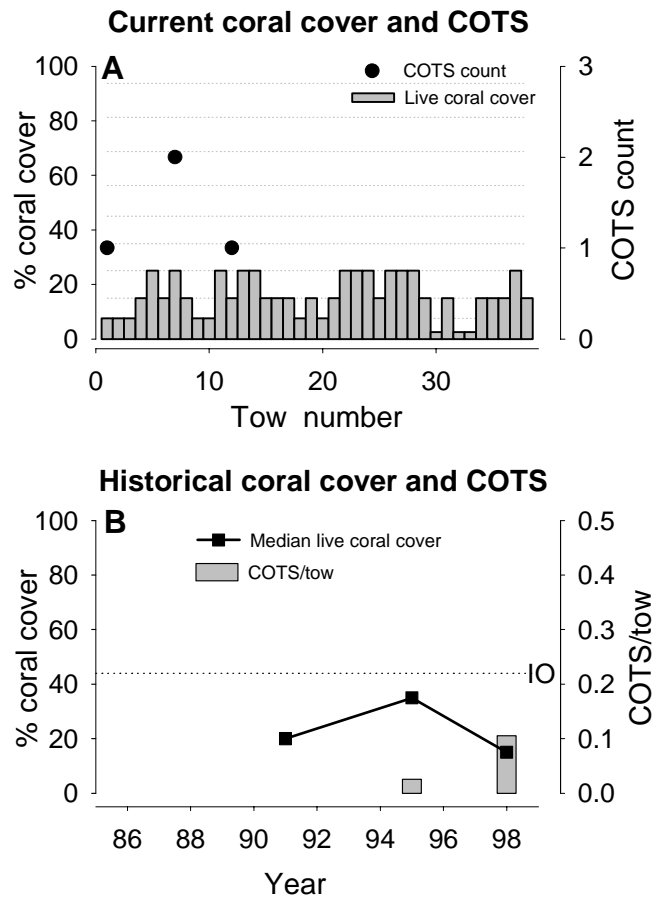 Current coral cover and COTS
A
COTS count
Live coral cover
100
80
60
40
20
0
% coral cover
3
2
1
0
COTS count
0 10 20 30
Tow number
Historical coral cover and COTS
B
Median live coral cover
COTS/tow
100
80
60
40
20
0
% coral cover
0.5
0.4
0.3
0.2
0.1
0.0
COTS/tow
IO
86 88 90 92 94 96 98
Year